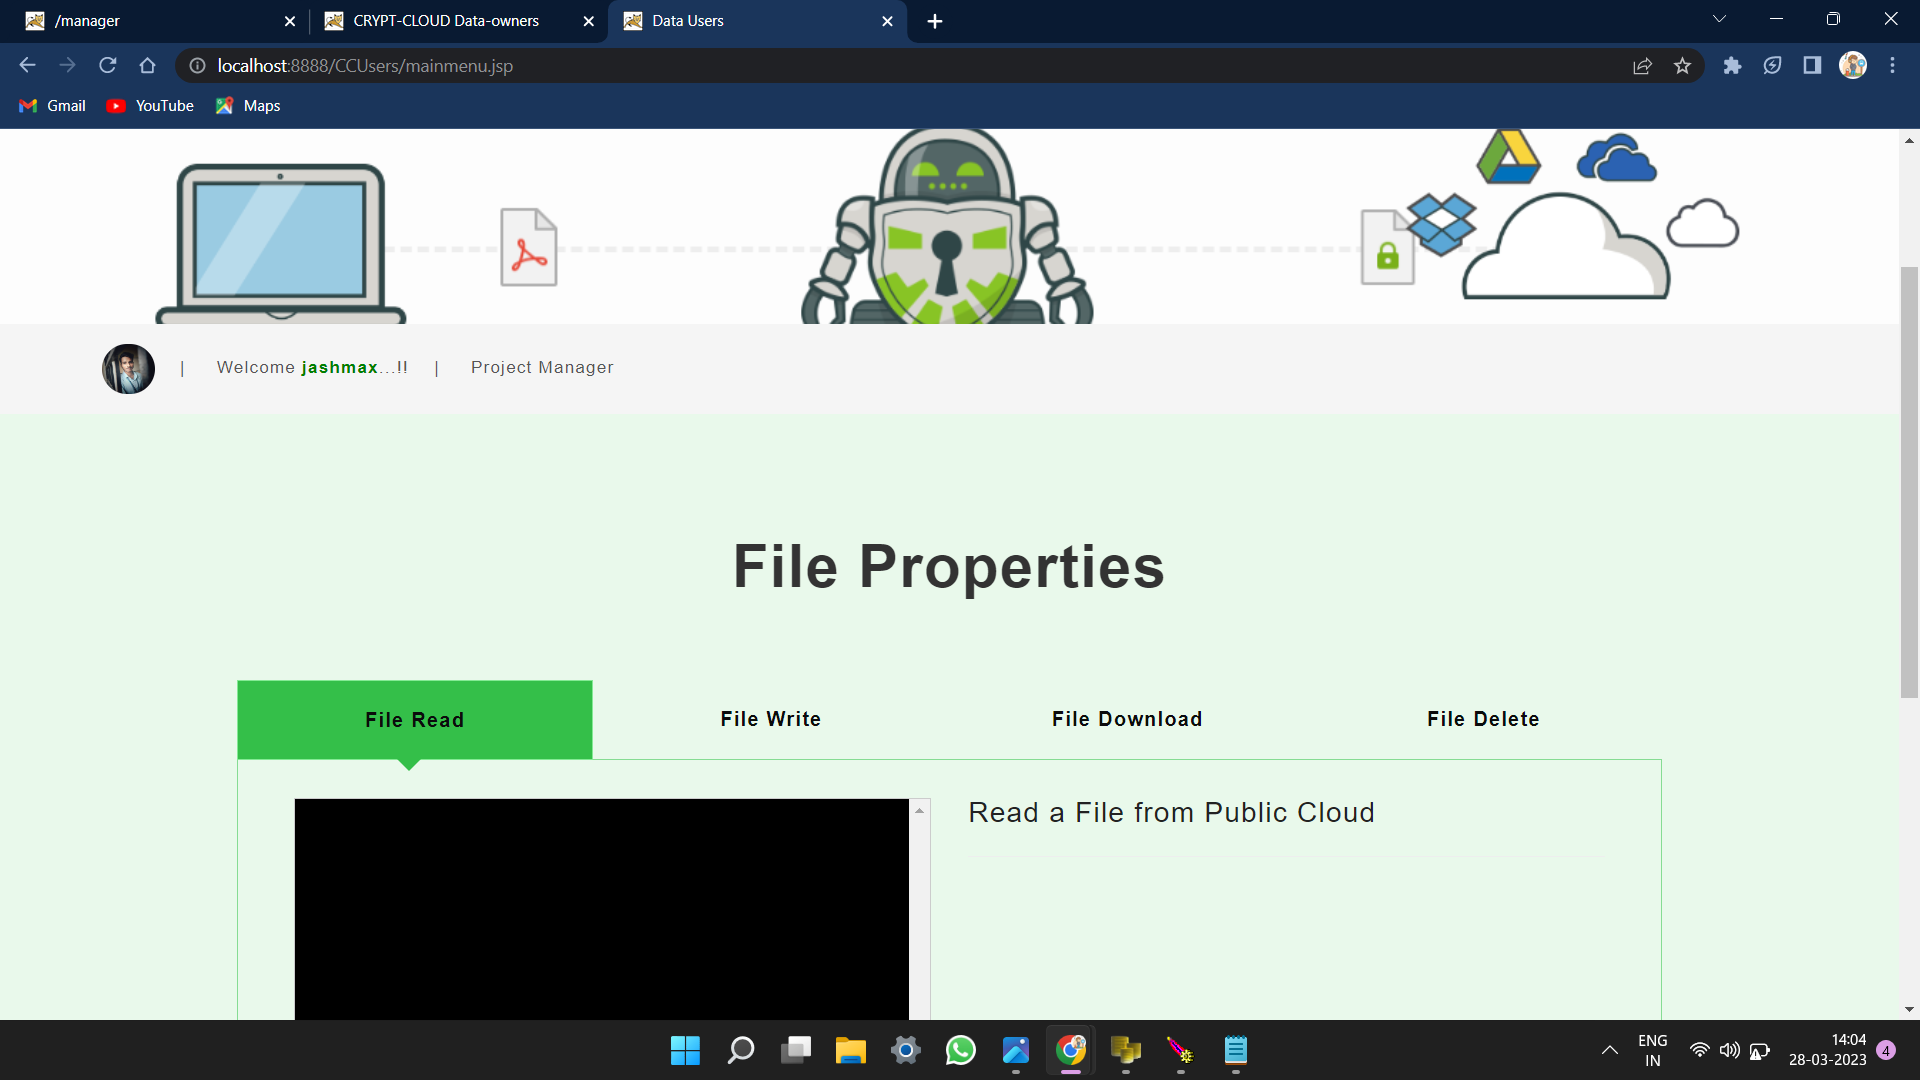 /manager
CRYPT-CLOUD Data-owners
Data Users
localhost:8888/CCUsers/mainmenu.jsp
Gmail
YouTube
Maps
| Welcome jashmax...!! | Project Manager
File Properties
File Read
File Write
File Download
File Delete
Read a File from Public Cloud
ENG
IN
14:04
28-03-2023
4